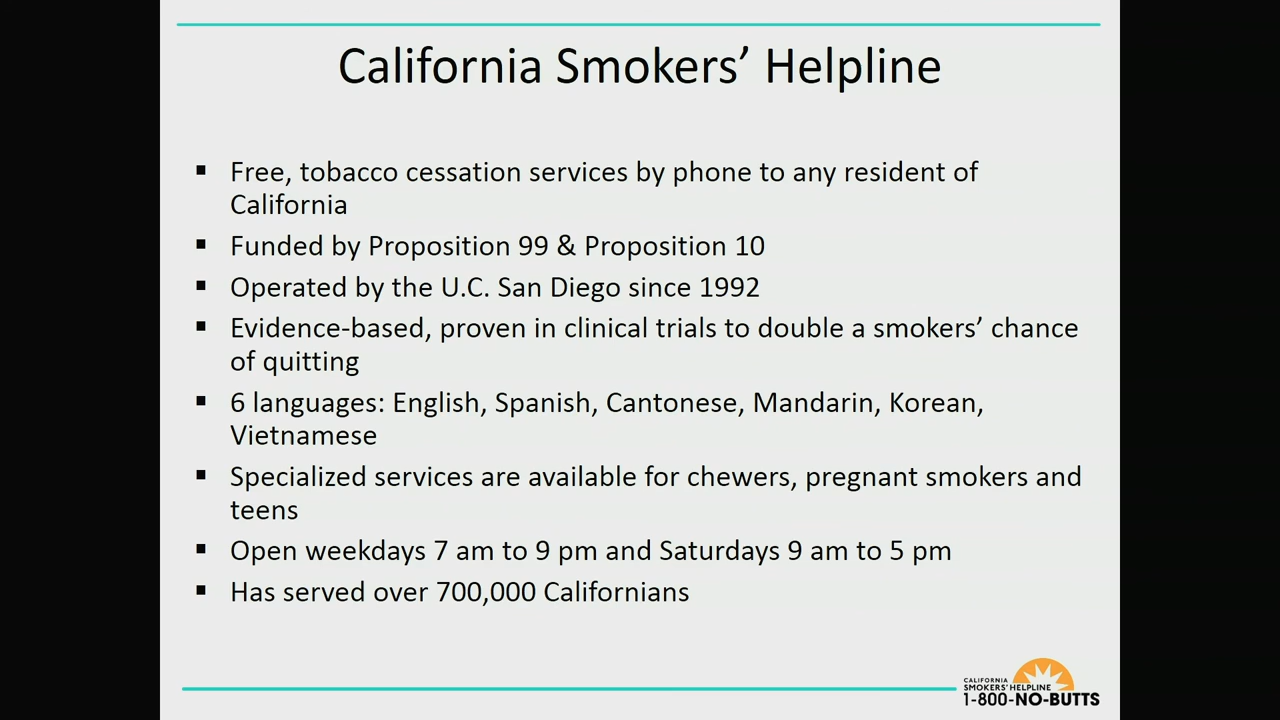 California Smokers’ Helpline
▪ Free, tobacco cessation services by phone to any resident of
California
▪ Funded by Proposition 99 & Proposition 10
▪ Operated by the U.C. San Diego since 1992
▪ Evidence-based, proven in clinical trials to double a smokers’ chance
of quitting
▪ 6 languages: English, Spanish, Cantonese, Mandarin, Korean,
Vietnamese
▪ Specialized services are available for chewers, pregnant smokers and
teens
▪ Open weekdays 7 am to 9 pm and Saturdays 9 am to 5 pm
▪ Has served over 700,000 Californians
CALIFORNIA
SMOKERS' HELPLINE
1-800-NO-BUTTS